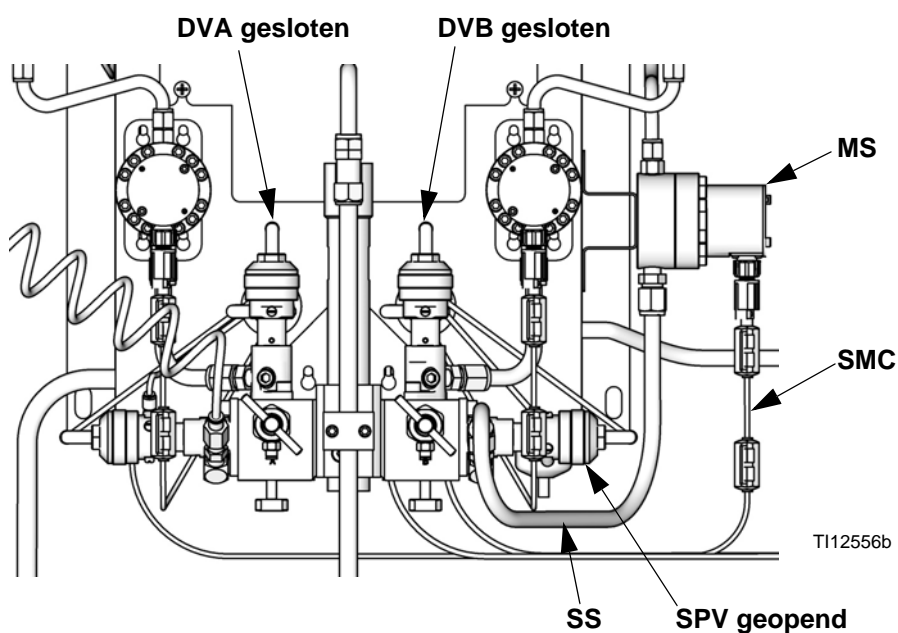 DVA gesloten
DVB gesloten
MS
SMC
TI12556b
SS
SPV geopend